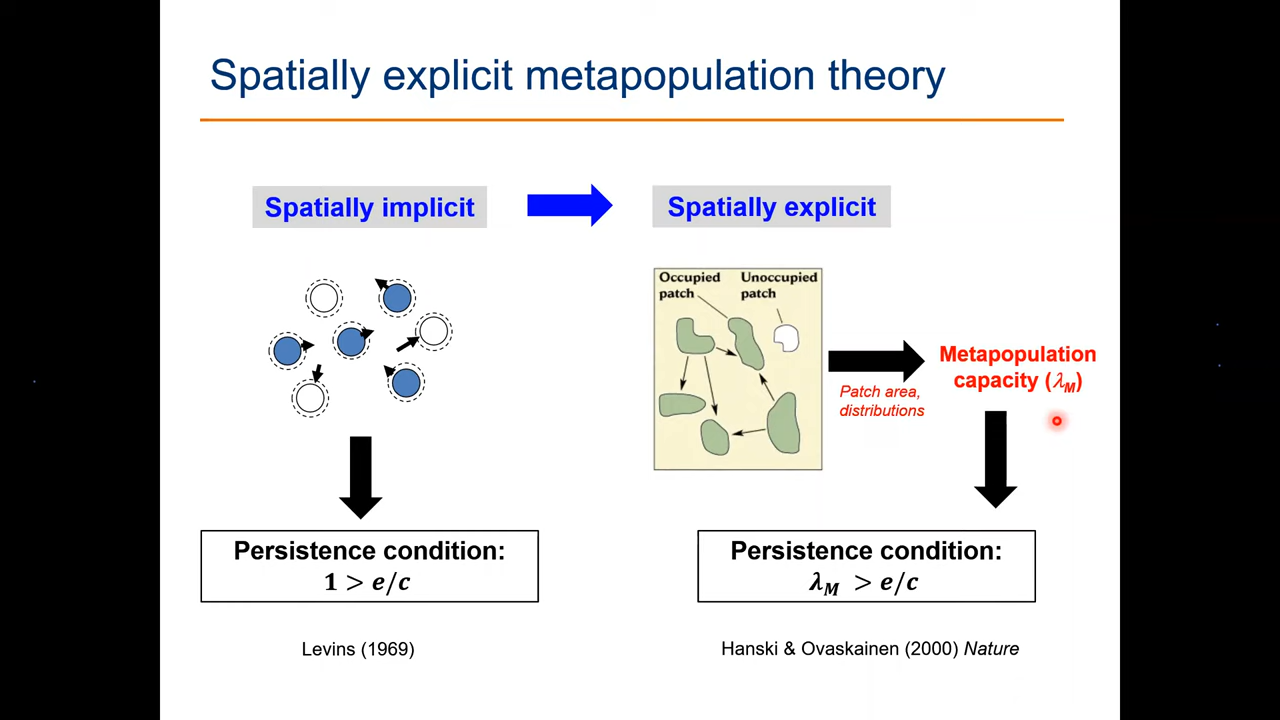 Spatially explicit metapopulation theory
Spatially implicit
Spatially explicit
Occupied patch
Unoccupied patch
Patch area,
distributions
Metapopulation
capacity (λM)
Persistence condition:
1 > e/c
Persistence condition:
λM > e/c
Levins (1969)
Hanski & Ovaskainen (2000) Nature